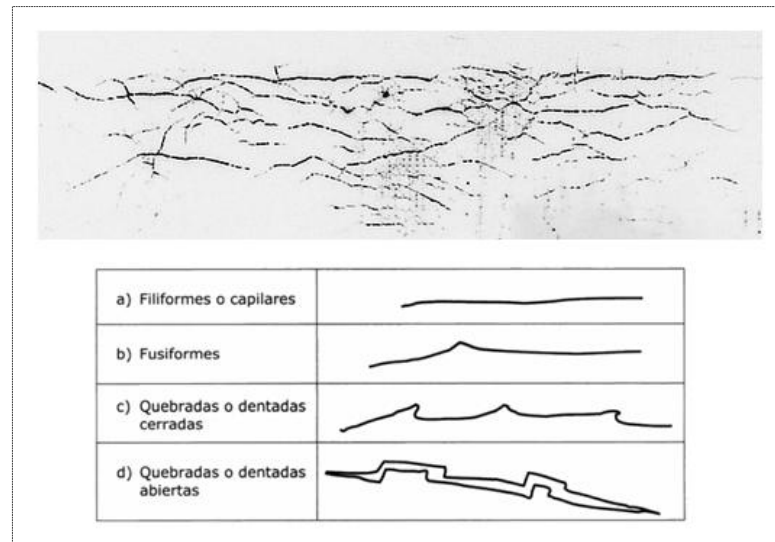 a) Filiformes o capilares
b) Fusiformes
c) Quebradas o dentadas
cerradas
d) Quebradas o dentadas
abiertas